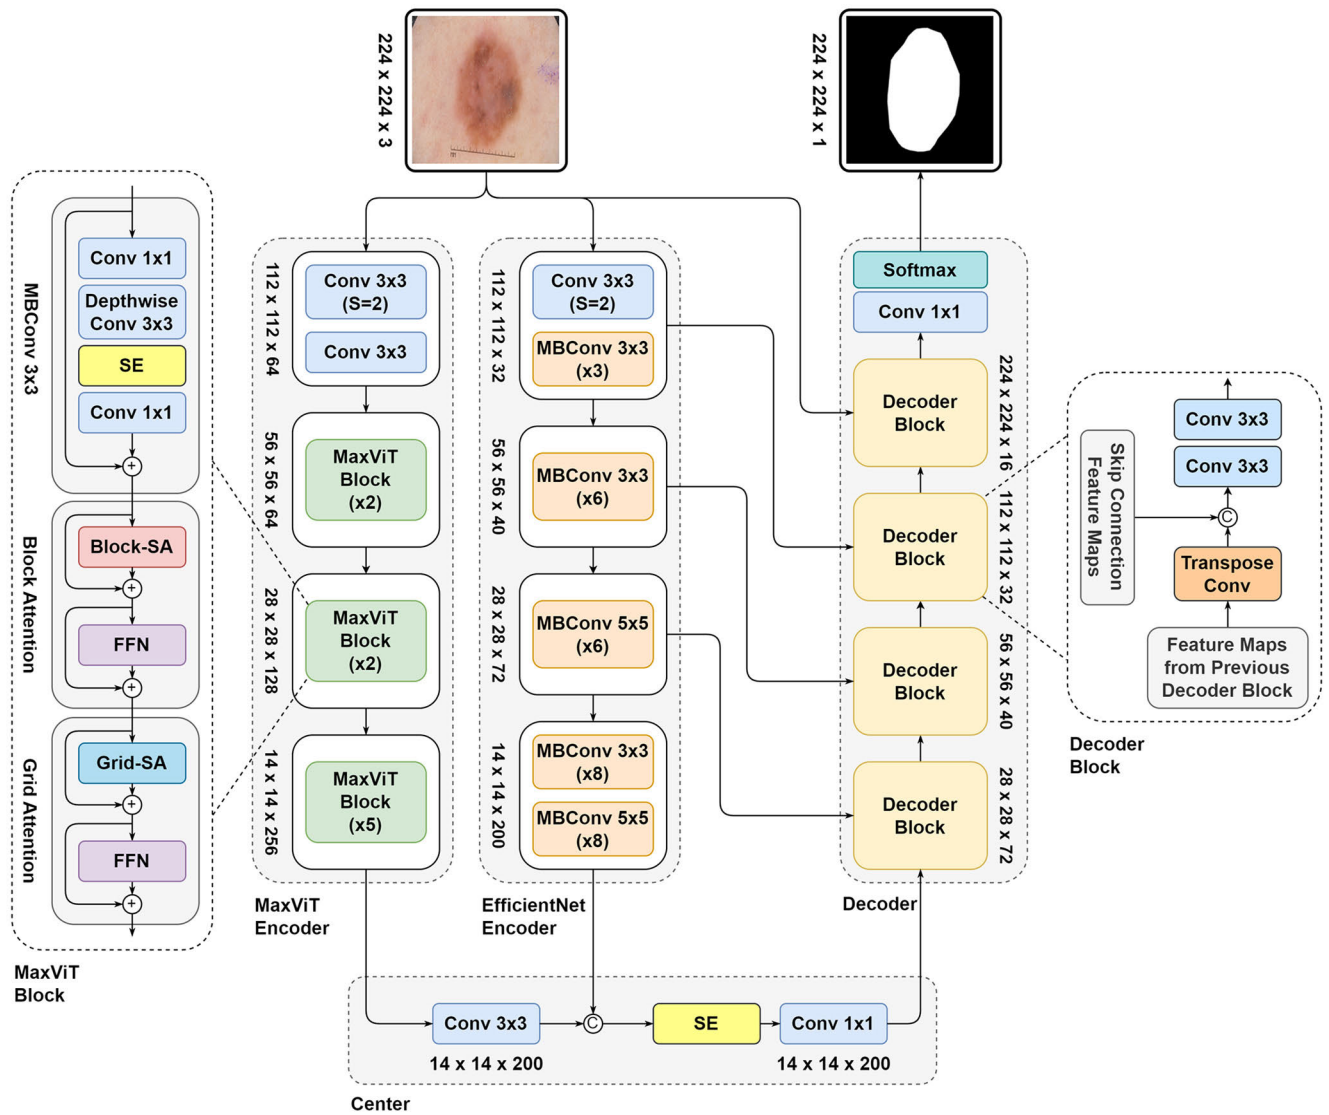 224 x 224 x 3
224 x 224 x 1
MBConv 3x3
Conv 1x1
Depthwise
Conv 3x3
SE
Conv 1x1
+
Block Attention
Block-SA
+
FFN
+
Grid Attention
Grid-SA
+
FFN
+
MaxViT
Block
112 x 112 x 64
Conv 3x3
(S=2)
Conv 3x3
56 x 56 x 64
MaxViT
Block
(x2)
28 x 28 x 128
MaxViT
Block
(x2)
14 x 14 x 256
MaxViT
Block
(x5)
MaxViT
Encoder
112 x 112 x 32
Conv 3x3
(S=2)
MBConv 3x3
(x3)
56 x 56 x 40
MBConv 3x3
(x6)
28 x 28 x 72
MBConv 5x5
(x6)
14 x 14 x 200
MBConv 3x3
(x8)
MBConv 5x5
(x8)
EfficientNet
Encoder
Softmax
Conv 1x1
Decoder
Block
224 x 224 x 16
Decoder
Block
112 x 112 x 32
Decoder
Block
56 x 56 x 40
Decoder
Block
28 x 28 x 72
Decoder
Conv 3x3
Conv 3x3
C
Skip Connection
Feature Maps
Transpose
Conv
Feature Maps
from Previous
Decoder Block
Decoder
Block
Conv 3x3
C
SE
Conv 1x1
14 x 14 x 200
14 x 14 x 200
Center